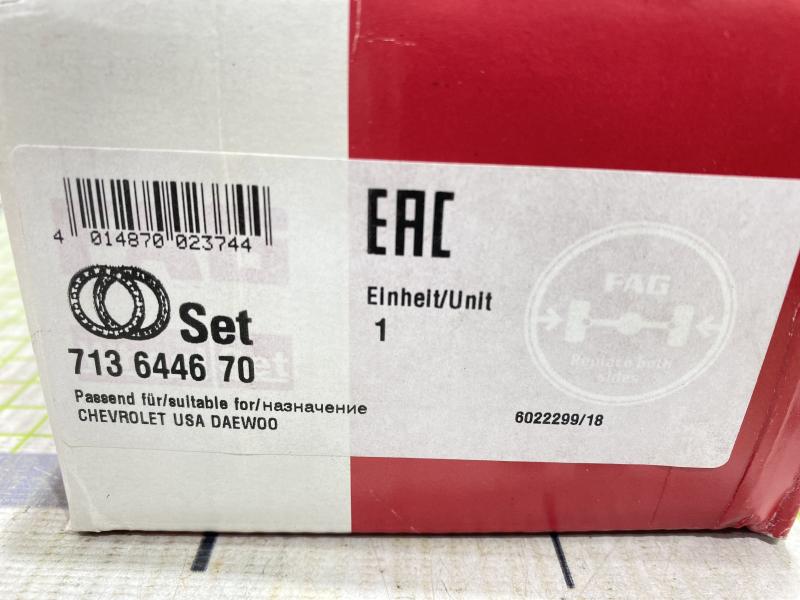 4 014870 023744
EAC
Set
713 6446 70
Einheit/Unit
1
Passend für/suitable for/назначение
CHEVROLET USA DAEWOO
FAG
Replace both
sides
6022299/18